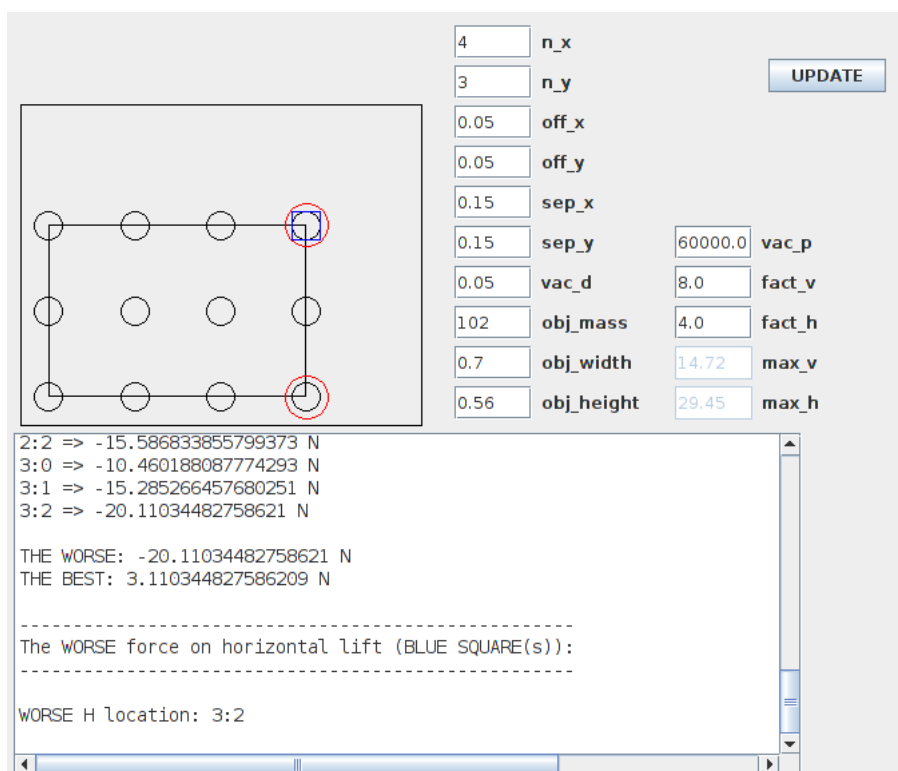 4 n_x
3 n_y UPDATE
0.05 off_x
0.05 off_y
0.15 sep_x
0.15 sep_y 60000.0 vac_p
0.05 vac_d 8.0 fact_v
102 obj_mass 4.0 fact_h
0.7 obj_width 14.72 max_v
0.56 obj_height 29.45 max_h
2:2 => -15.586833855799373 N
3:0 => -10.460188087774293 N
3:1 => -15.285266457680251 N
3:2 => -20.11034482758621 N
THE WORSE: -20.11034482758621 N
THE BEST: 3.110344827586209 N
----------------------------------------------------
The WORSE force on horizontal lift (BLUE SQUARE(s)):
----------------------------------------------------
WORSE H location: 3:2